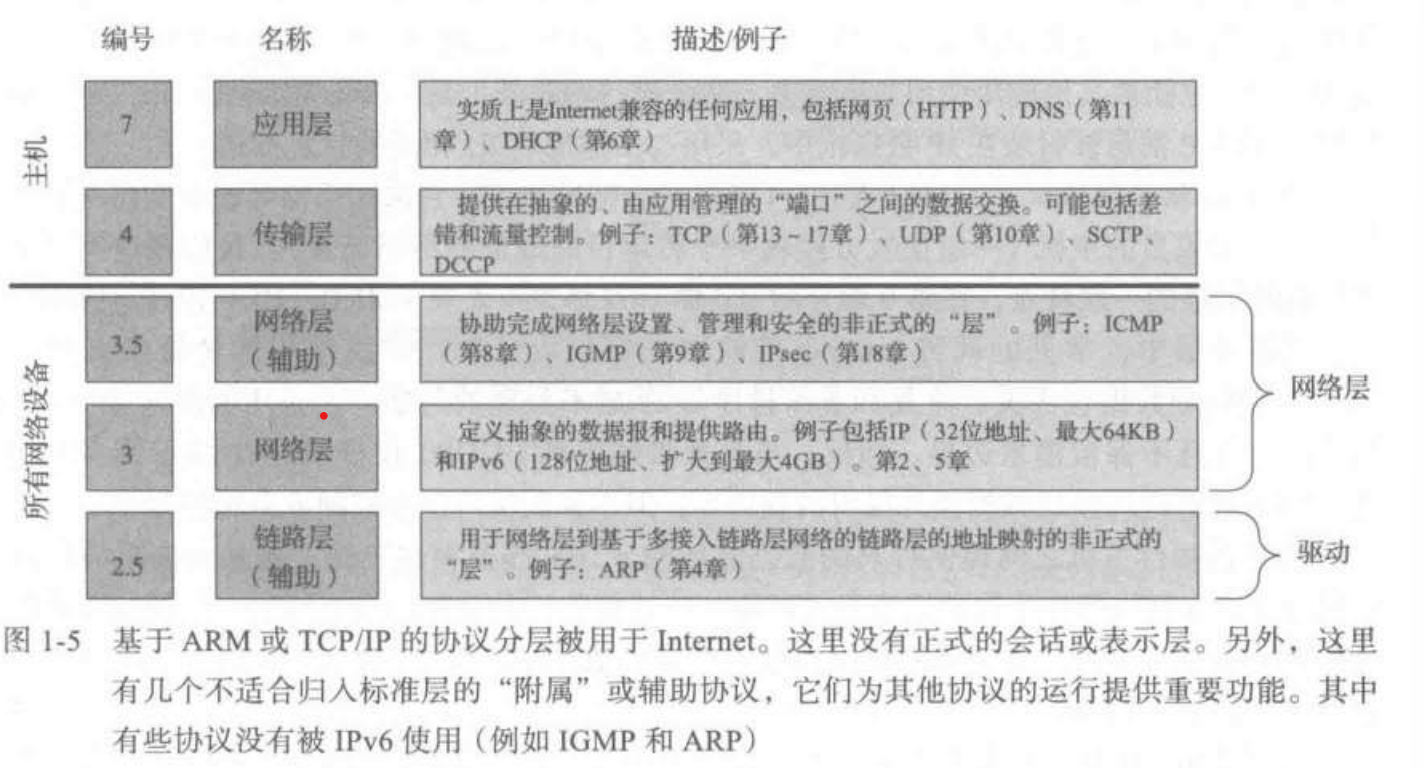 编号 名称 描述/例子
主机
7 应用层 实质上是Internet兼容的任何应用，包括网页（HTTP）、DNS（第11
章）、DHCP（第6章）
4 传输层 提供在抽象的、由应用管理的“端口”之间的数据交换。可能包括差
错和流量控制。例子：TCP（第13～17章）、UDP（第10章）、SCTP、
DCCP
所有网络设备
3.5 网络层
（辅助）
协助完成网络层设置、管理和安全的非正式的“层”。例子：ICMP
（第8章）、IGMP（第9章）、IPsec（第18章）
网络层
3 网络层 定义抽象的数据报和提供路由。例子包括IP（32位地址、最大64KB）
和IPv6（128位地址、扩大到最大4GB）。第2、5章
2.5 链路层
（辅助）
用于网络层到基于多接入链路层网络的链路层的地址映射的非正式的
“层”。例子：ARP（第4章）
驱动
图 1-5 基于 ARM 或 TCP/IP 的协议分层被用于 Internet。这里没有正式的会话或表示层。另外，这里
有几个不适合归入标准层的“附属”或辅助协议，它们为其他协议的运行提供重要功能。其中
有些协议没有被 IPv6 使用（例如 IGMP 和 ARP）